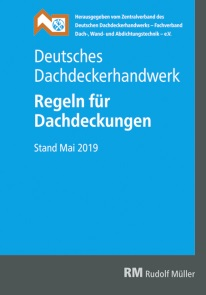 Herausgegeben vom Zentralverband des
Deutschen Dachdeckerhandwerks – Fachverband
Dach-, Wand- und Abdichtungstechnik – e.V.
Deutsches
Dachdeckerhandwerk
Regeln für
Dachdeckungen
Stand Mai 2019
RM Rudolf Müller